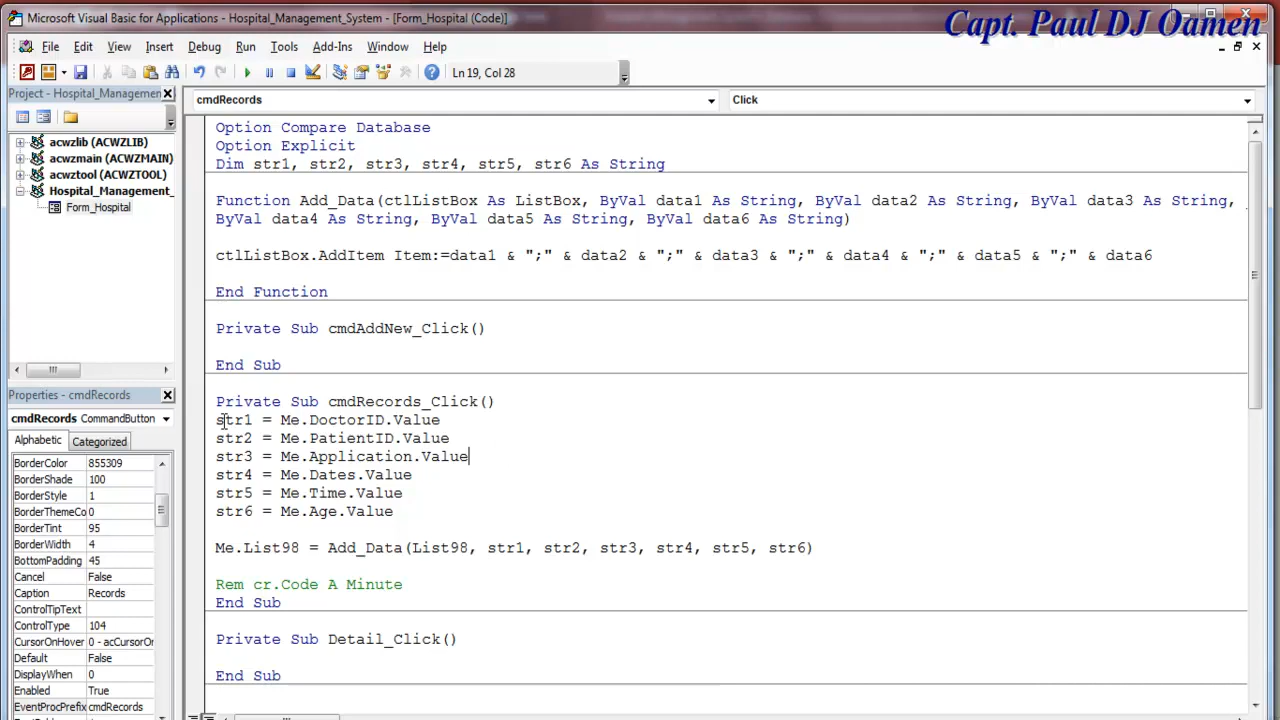 Microsoft Visual Basic for Applications - Hospital_Management_System - [Form_Hospital (Code)]
Capt. Paul DJ Oamen
File Edit View Insert Debug Run Tools Add-Ins Window Help
Ln 19, Col 28
Project - Hospital_Managemen
cmdRecords
Click
acwzlib (ACWZLIB)
acwzmain (ACWZMAIN)
acwztool (ACWZTOOL)
Hospital_Management_
Form_Hospital
Option Compare Database
Option Explicit
Dim str1, str2, str3, str4, str5, str6 As String
Function Add_Data(ctlListBox As ListBox, ByVal data1 As String, ByVal data2 As String, ByVal data3 As String, _
ByVal data4 As String, ByVal data5 As String, ByVal data6 As String)
ctlListBox.AddItem Item:=data1 & ";" & data2 & ";" & data3 & ";" & data4 & ";" & data5 & ";" & data6
End Function
Private Sub cmdAddNew_Click()
End Sub
Private Sub cmdRecords_Click()
str1 = Me.DoctorID.Value
str2 = Me.PatientID.Value
str3 = Me.Application.Value
str4 = Me.Dates.Value
str5 = Me.Time.Value
str6 = Me.Age.Value
Me.List98 = Add_Data(List98, str1, str2, str3, str4, str5, str6)
Rem cr.Code A Minute
End Sub
Private Sub Detail_Click()
End Sub
Properties - cmdRecords
cmdRecords CommandButton
Alphabetic Categorized
BorderColor 855309
BorderShade 100
BorderStyle 1
BorderThemeCo 0
BorderTint 95
BorderWidth 4
BottomPadding 45
Cancel False
Caption Records
ControlTipText
ControlType 104
CursorOnHover 0 - acCursorOn
Default False
DisplayWhen 0
Enabled True
EventProcPrefix cmdRecords